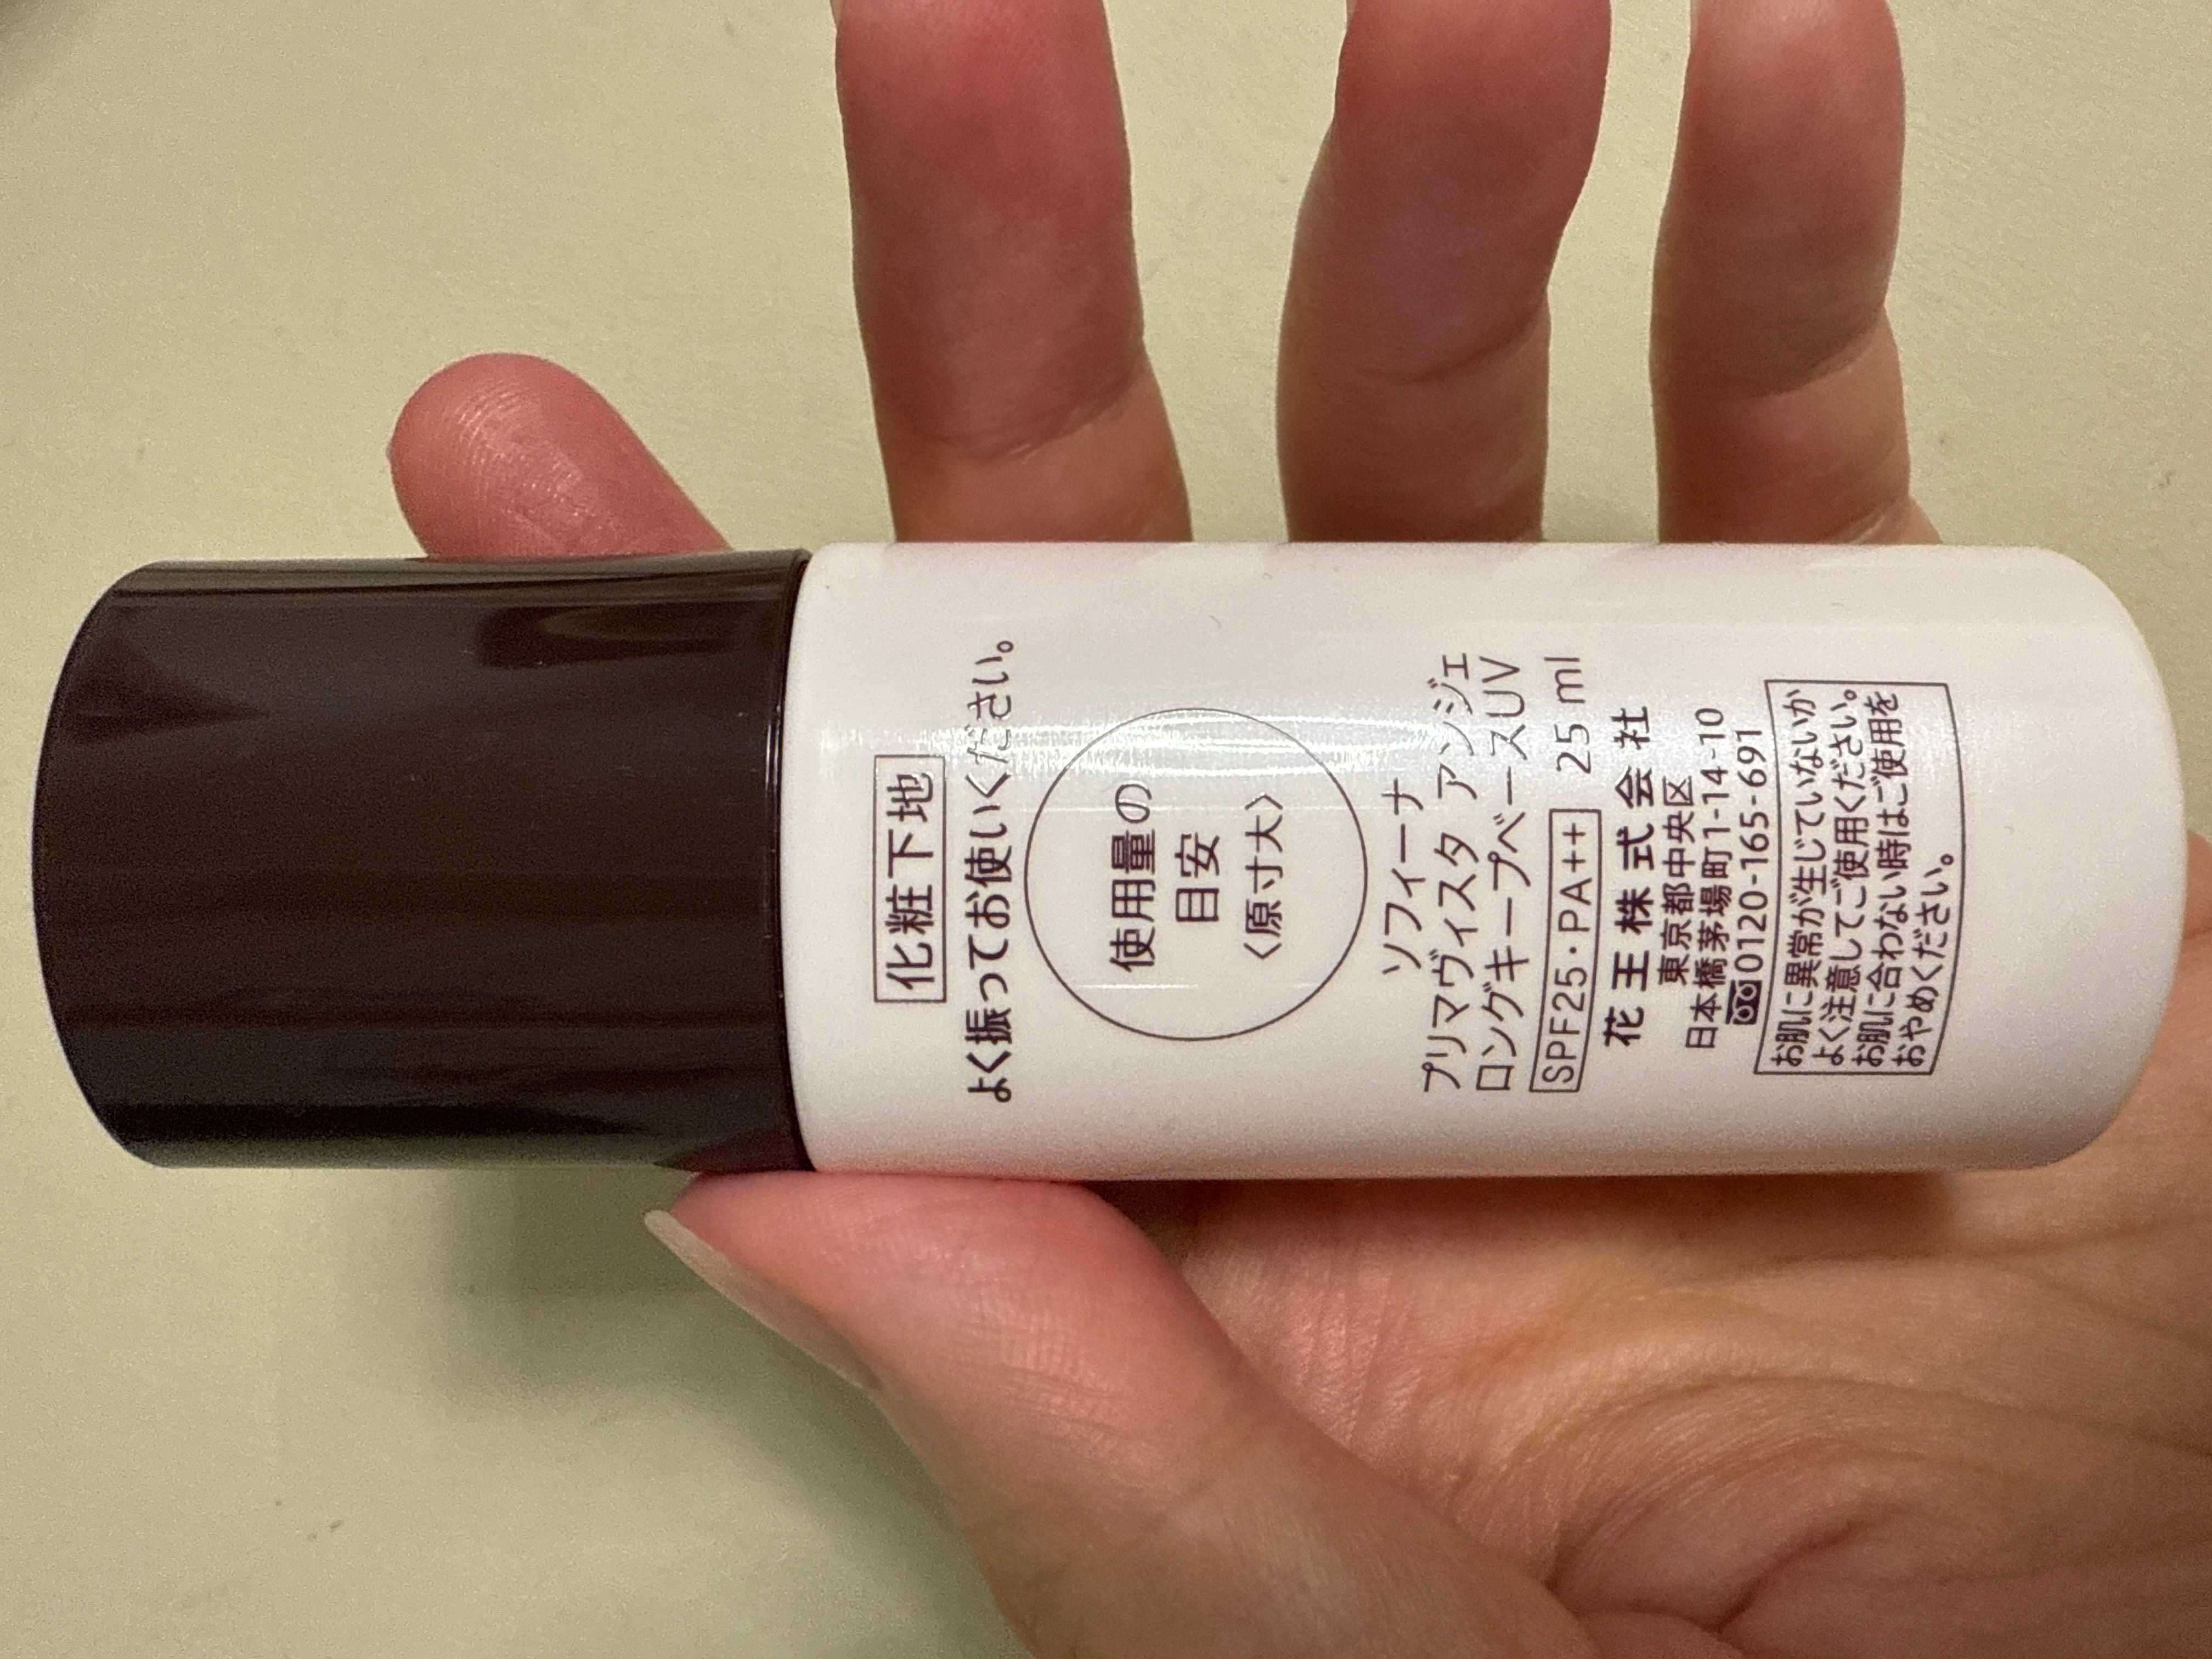 化粧下地
よく振ってお使いください。
使用量の
目安
〈原寸大〉
ソフィーナ
プリマヴィスタ アンジェ
ロングキープベースUV
SPF25・PA++ 25 ml
花王株式会社
東京都中央区
日本橋茅場町1-14-10
0120-165-691
お肌に異常が生じていないか
よく注意してご使用ください。
お肌に合わない時はご使用を
おやめください。